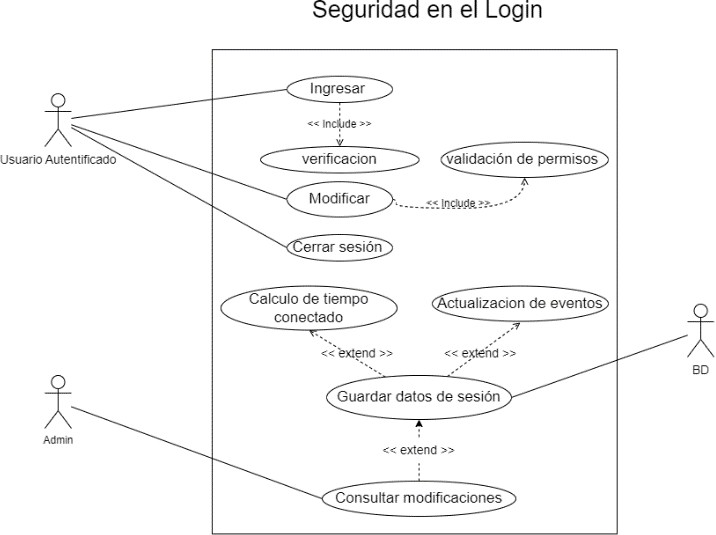 Seguridad en el Login
Ingresar
<< Include >>
Usuario Autentificado
verificacion
validación de permisos
Modificar
<< Include >>
Cerrar sesión
Calculo de tiempo
conectado
Actualizacion de eventos
<< extend >>
<< extend >>
BD
Guardar datos de sesión
Admin
<< extend >>
Consultar modificaciones